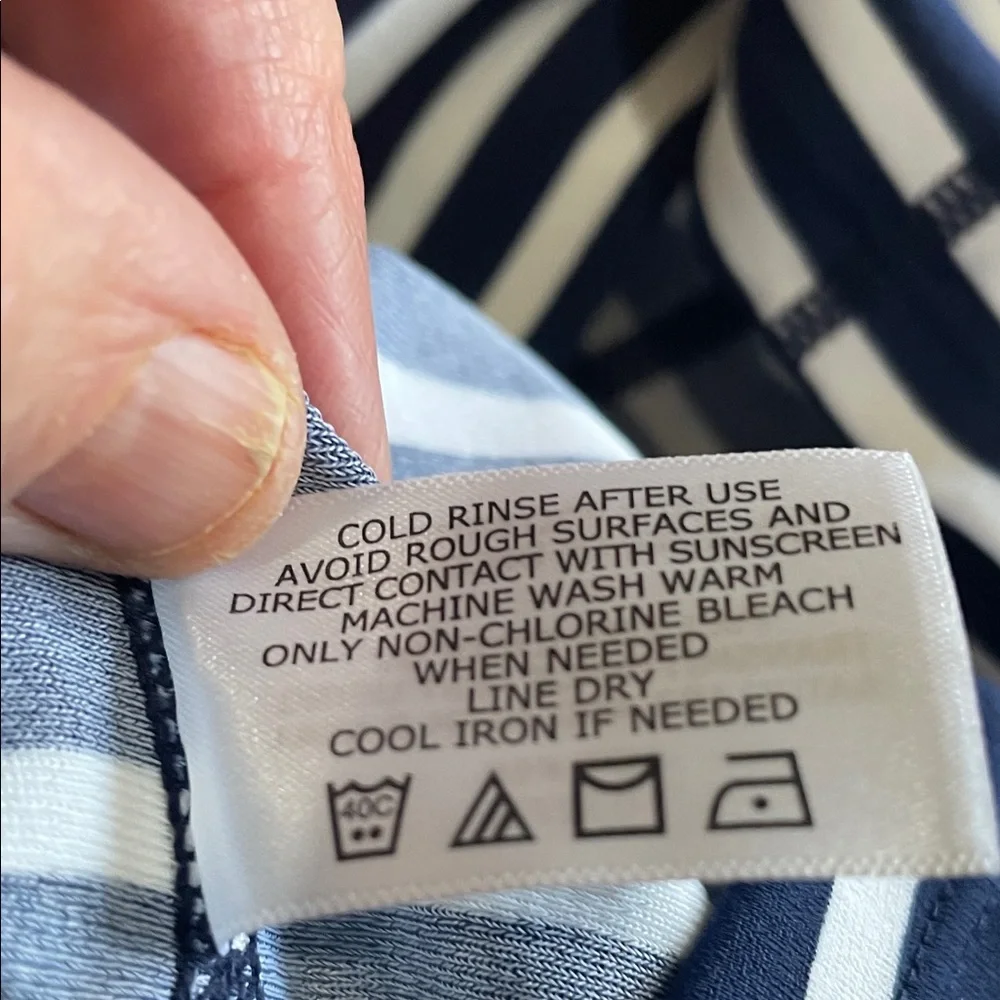 COLD RINSE AFTER USE
AVOID ROUGH SURFACES AND
DIRECT CONTACT WITH SUNSCREEN
MACHINE WASH WARM
ONLY NON-CHLORINE BLEACH
WHEN NEEDED
LINE DRY
COOL IRON IF NEEDED
40C